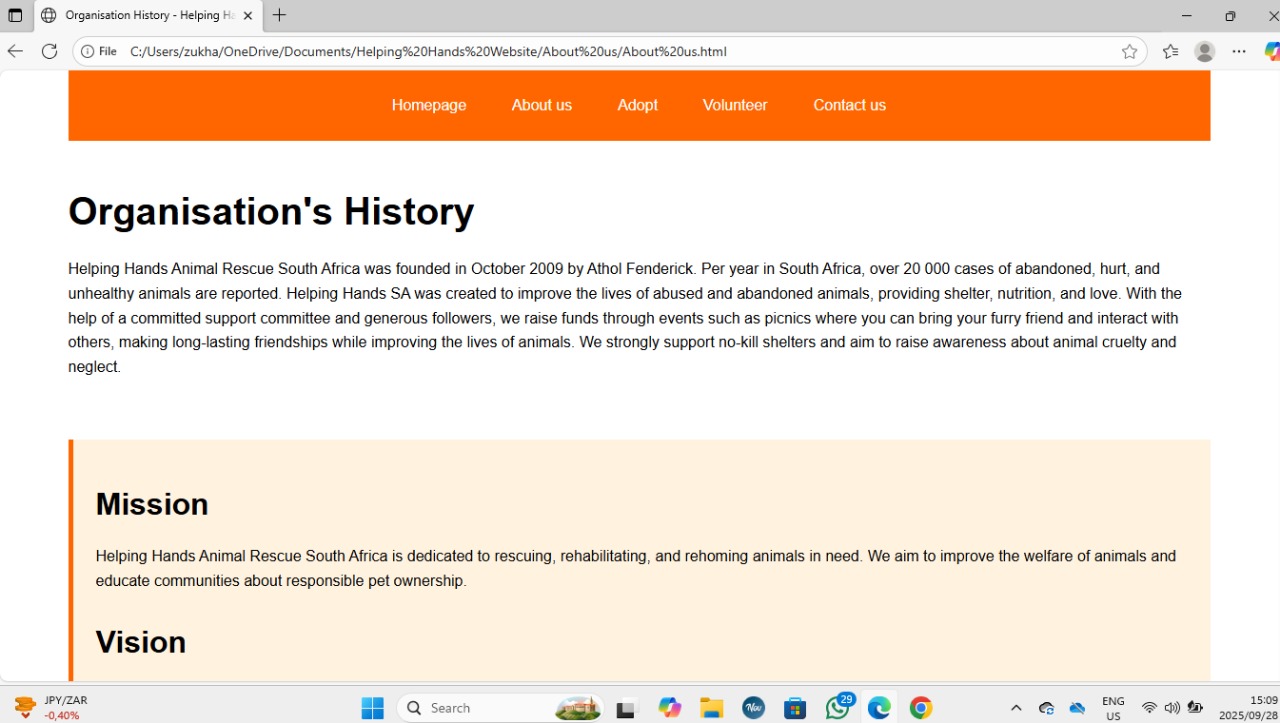 Organisation History - Helping Ha
File C:/Users/zukha/OneDrive/Documents/Helping%20Hands%20Website/About%20us/About%20us.html
Homepage About us Adopt Volunteer Contact us
Organisation's History
Helping Hands Animal Rescue South Africa was founded in October 2009 by Athol Fenderick. Per year in South Africa, over 20 000 cases of abandoned, hurt, and
unhealthy animals are reported. Helping Hands SA was created to improve the lives of abused and abandoned animals, providing shelter, nutrition, and love. With the
help of a committed support committee and generous followers, we raise funds through events such as picnics where you can bring your furry friend and interact with
others, making long-lasting friendships while improving the lives of animals. We strongly support no-kill shelters and aim to raise awareness about animal cruelty and
neglect.
Mission
Helping Hands Animal Rescue South Africa is dedicated to rescuing, rehabilitating, and rehoming animals in need. We aim to improve the welfare of animals and
educate communities about responsible pet ownership.
Vision
JPY/ZAR
-0,40%
Search
Nov
29
ENG
US
15:09
2025/09/28